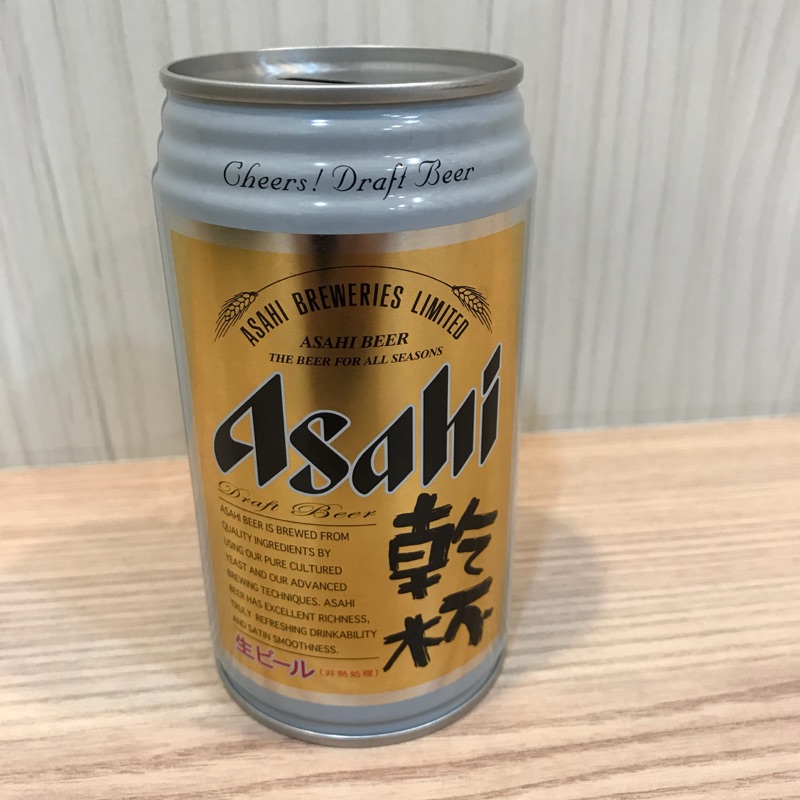 Cheers! Draft Beer
ASAHI BREWERIES LIMITED
ASAHI BEER
THE BEER FOR ALL SEASONS
Asahi
Draft Beer
ASAHI BEER IS BREWED FROM
QUALITY INGREDIENTS BY
USING OUR PURE CULTURED
YEAST AND OUR ADVANCED
BREWING TECHNIQUES. ASAHI
BEER HAS EXCELLENT RICHNESS,
TRULY REFRESHING DRINKABILITY
AND SATIN SMOOTHNESS.
乾杯
生ビール(非熱処理)